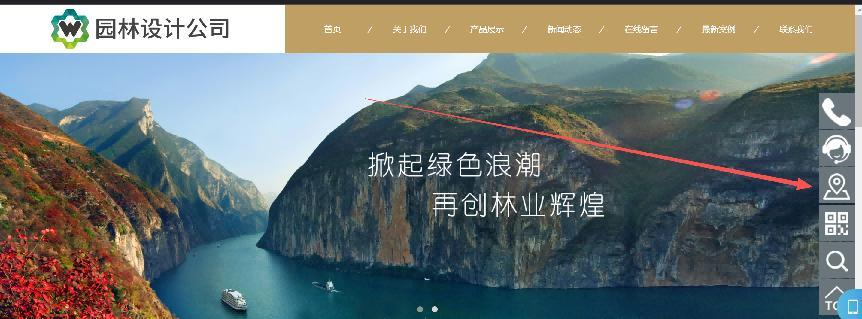 园林设计公司
首页 / 关于我们 / 产品展示 / 新闻动态 / 在线留言 / 最新案例 / 联系我们
掀起绿色浪潮
再创林业辉煌